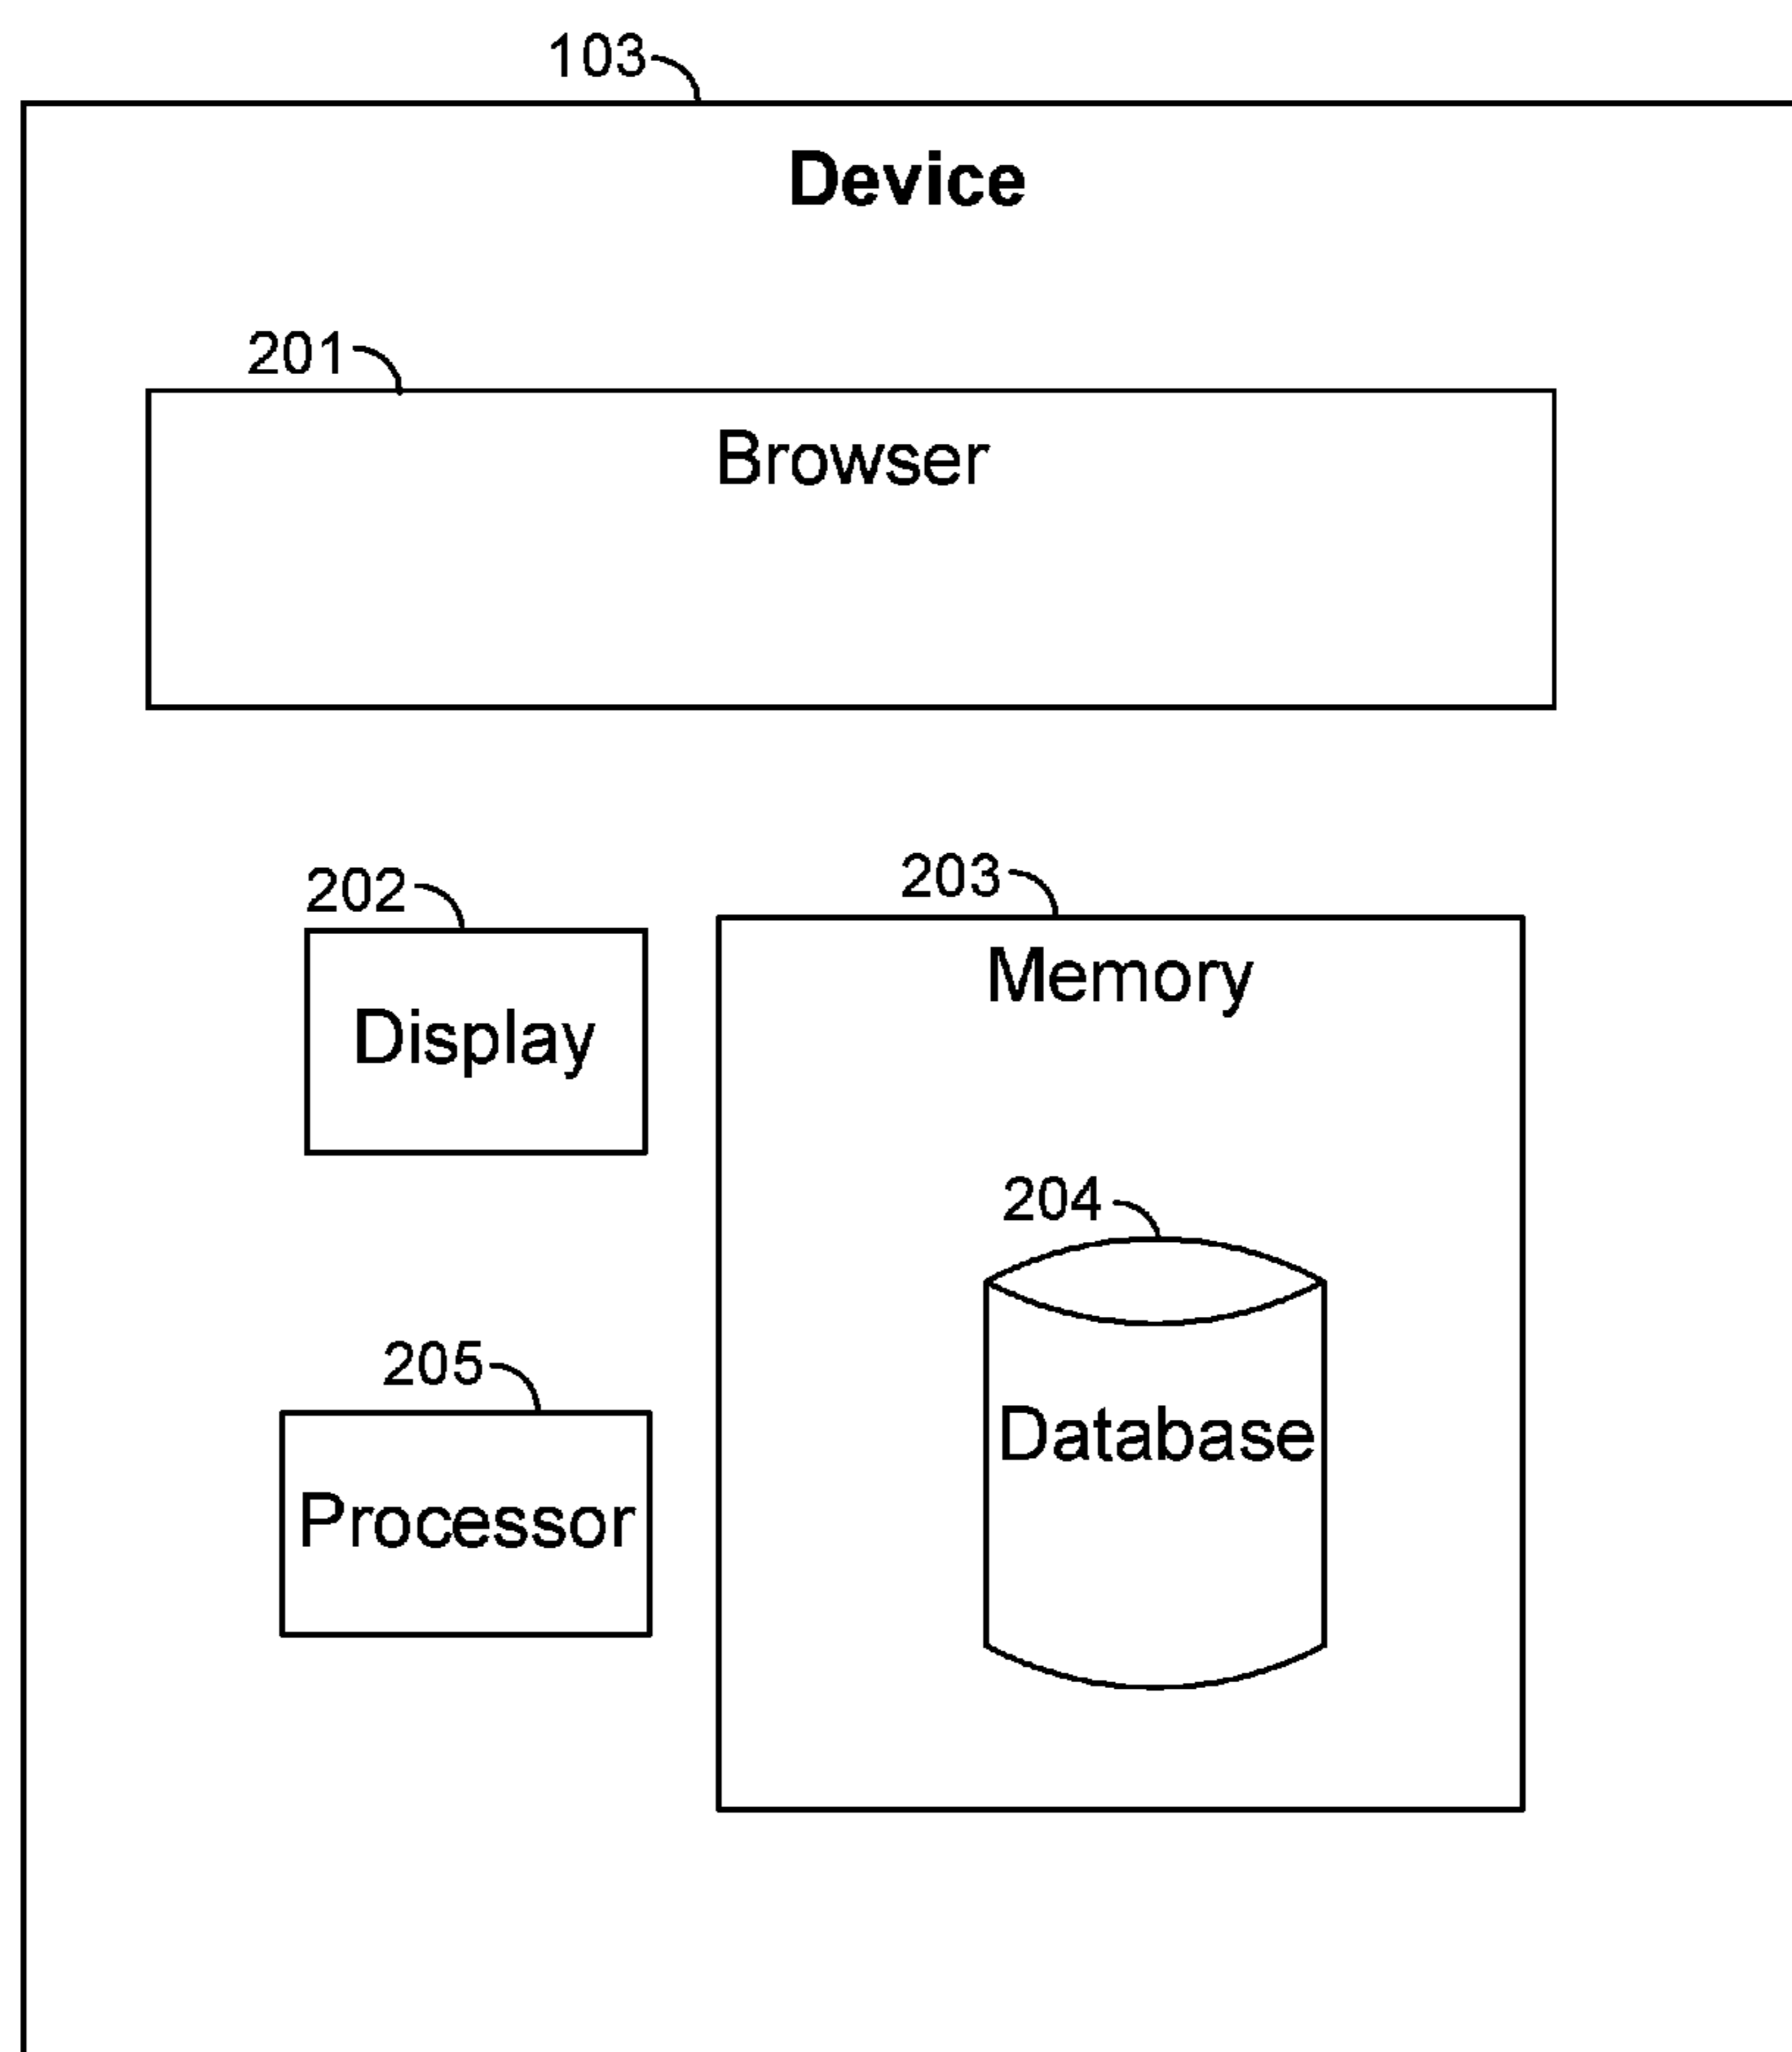 103
Device
201
Browser
202
Display
203
Memory
204
Database
205
Processor